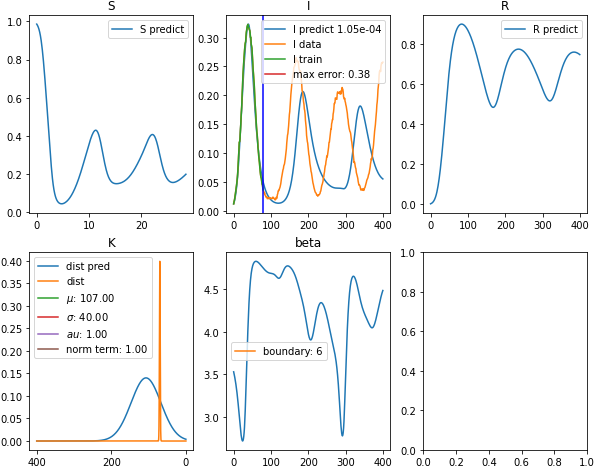 S
S predict
1.0
0.8
0.6
0.4
0.2
0.0
0 10 20
I
I predict 1.05e-04
I data
I train
max error: 0.38
0.30
0.25
0.20
0.15
0.10
0.05
0.00
0 100 200 300 400
R
R predict
0.8
0.6
0.4
0.2
0.0
0 100 200 300 400
K
dist pred
dist
μ: 107.00
σ: 40.00
au: 1.00
norm term: 1.00
0.40
0.35
0.30
0.25
0.20
0.15
0.10
0.05
0.00
400 200 0
beta
boundary: 6
4.5
4.0
3.5
3.0
0 100 200 300 400
1.0
0.8
0.6
0.4
0.2
0.0
0.0 0.2 0.4 0.6 0.8 1.0